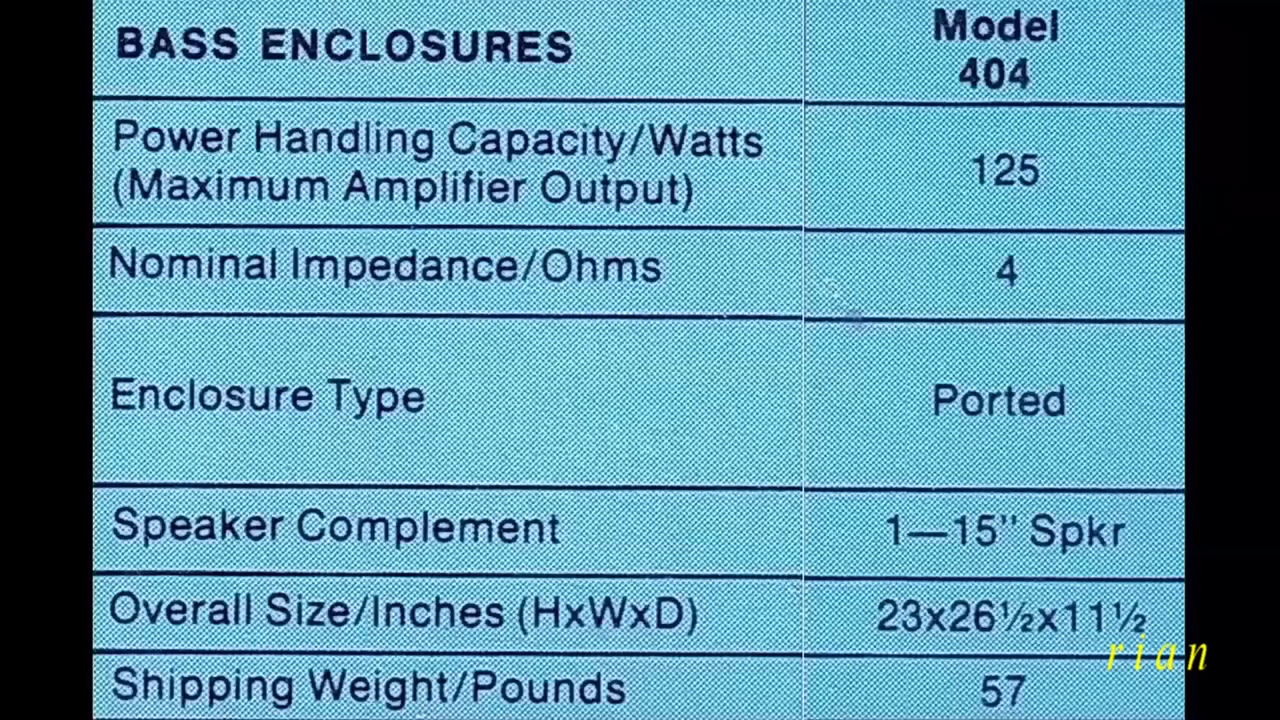 BASS ENCLOSURES
Model
404
Power Handling Capacity/Watts
(Maximum Amplifier Output)
125
Nominal Impedance/Ohms
4
Enclosure Type
Ported
Speaker Complement
1—15" Spkr
Overall Size/Inches (HxWxD)
23x26½x11½
rian
Shipping Weight/Pounds
57